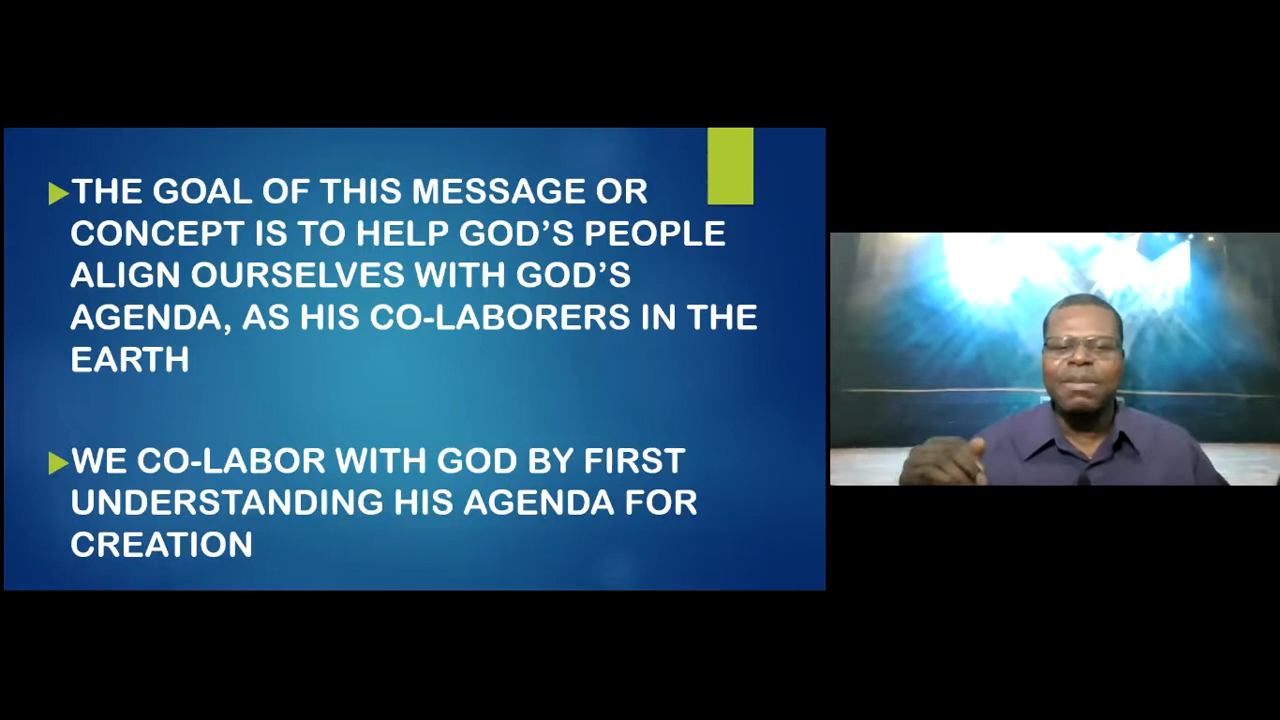 THE GOAL OF THIS MESSAGE OR
CONCEPT IS TO HELP GOD’S PEOPLE
ALIGN OURSELVES WITH GOD’S
AGENDA, AS HIS CO-LABORERS IN THE
EARTH
WE CO-LABOR WITH GOD BY FIRST
UNDERSTANDING HIS AGENDA FOR
CREATION